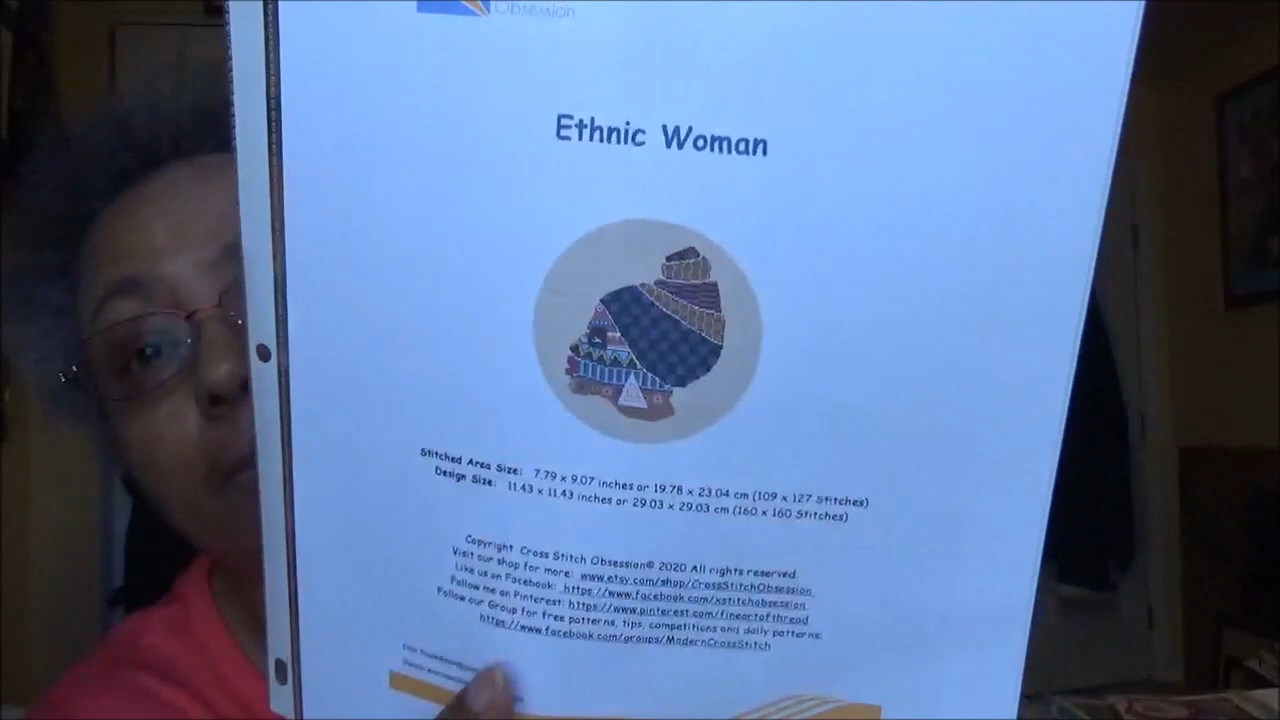 Obsession
Ethnic Woman
Stitched Area Size: 7.79 x 9.07 inches or 19.78 x 23.04 cm (109 x 127 Stitches)
Design Size: 11.43 x 11.43 inches or 29.03 x 29.03 cm (160 x 160 Stitches)
Copyright Cross Stitch Obsession© 2020 All rights reserved.
Visit our shop for more: www.etsy.com/shop/CrossStitchObsession
Like us on Facebook: https://www.facebook.com/xstitchobsession
Follow me on Pinterest: https://www.pinterest.com/fineartofthread
Follow our Group for free patterns, tips, competitions and daily patterns:
https://www.facebook.com/groups/ModernCrossStitch